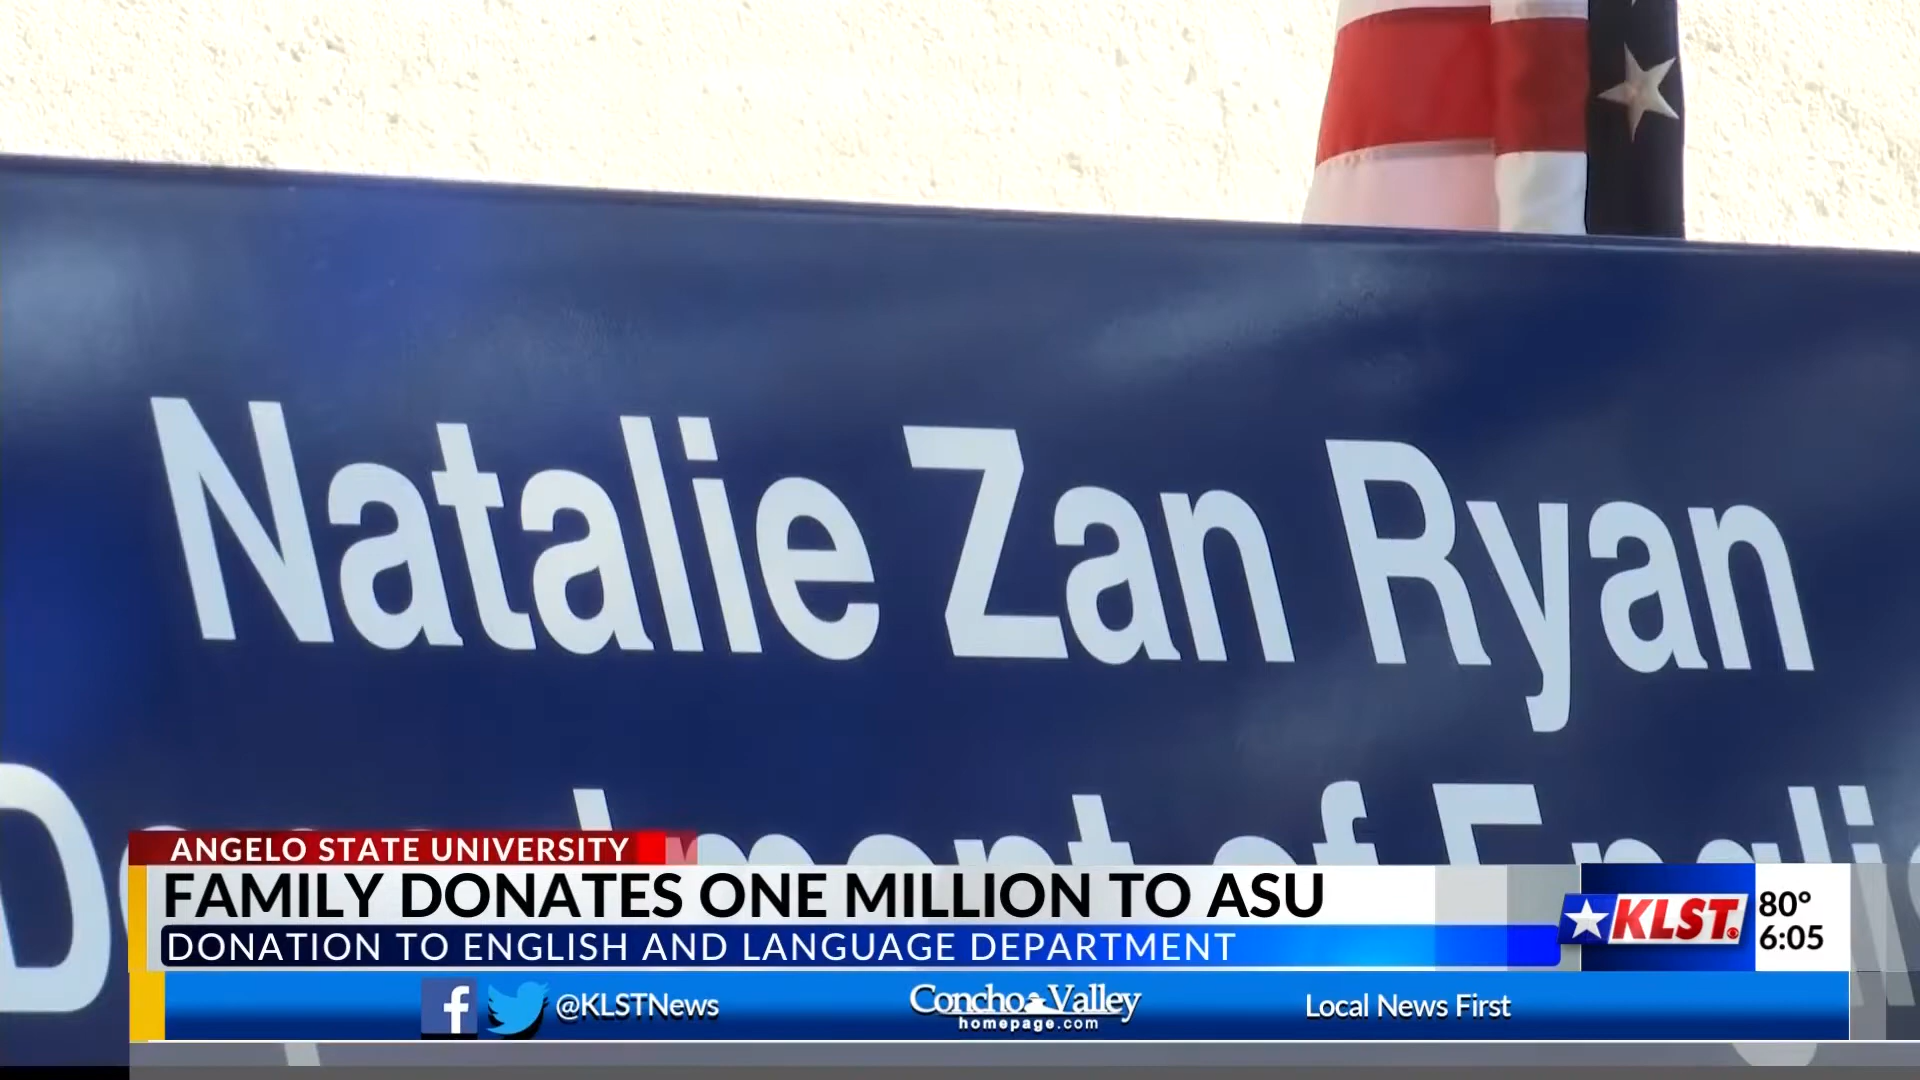 Natalie Zan Ryan
of
ANGELO STATE UNIVERSITY
FAMILY DONATES ONE MILLION TO ASU
DONATION TO ENGLISH AND LANGUAGE DEPARTMENT
KLST
80°
6:05
f @KLSTNews
Concho Valley
homepage.com
Local News First